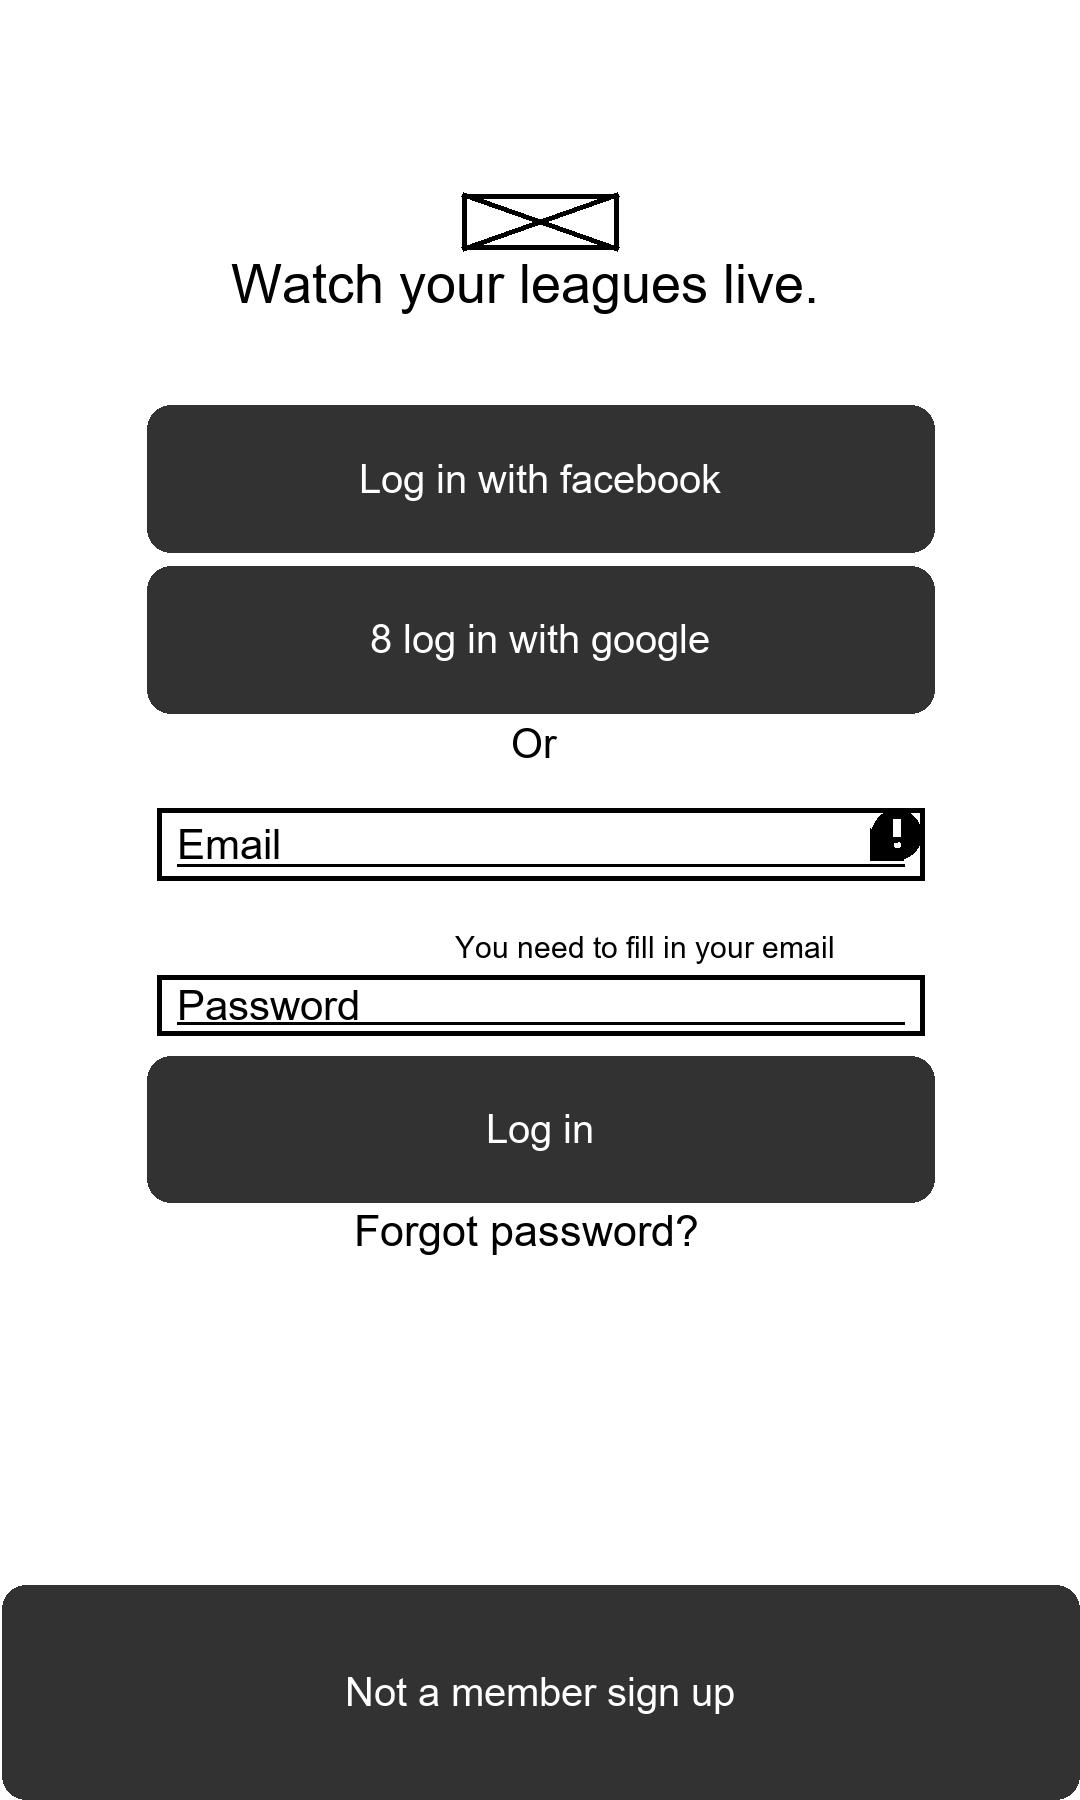 Watch your leagues live.
Log in with facebook
8 log in with google
Or
Email
!
You need to fill in your email
Password
Log in
Forgot password?
Not a member sign up